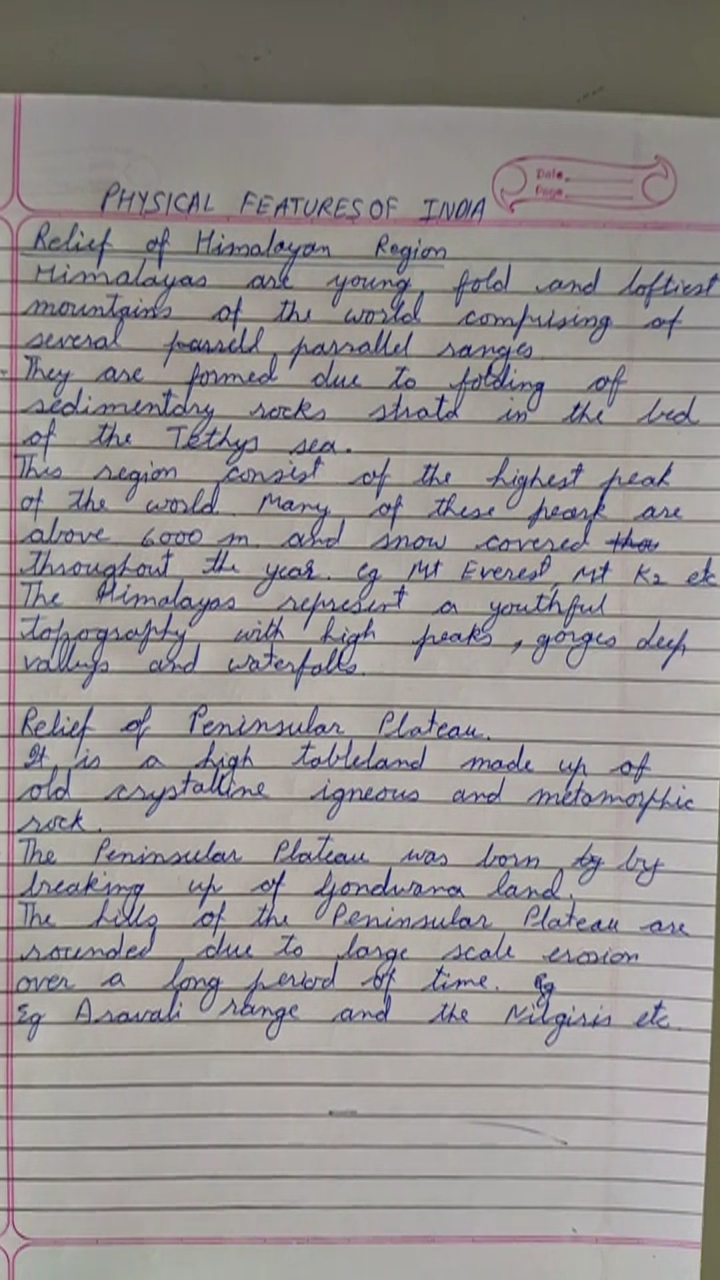 Date.
Page.
PHYSICAL FEATURES OF INDIA
Relief of Himalayan Region
Himalayas are young, fold and loftiest
mountains of the world comprising of
several parrelel parrallel ranges
- They are formed due to folding of
sedimentary rocks strata in the bed
of the Tethys sea.
This region consist of the highest peak
of the world. Many of these peak are
above 6000 m and snow covered thou
throughout the year. eg Mt Everest, Mt K2 etc
The Himalayas represent a youthful
topography with high peaks, gorges deep
valleys and waterfalls.
Relief of Peninsular Plateau.
It is a high tableland made up of
old crystalline igneous and metamorphic
rock.
The Peninsular Plateau was born by by
breaking up of Gondwana land.
The hills of the Peninsular Plateau are
rounded due to large scale erosion
over a long period of time. Eg
Eg Aravali range and the Nilgiris etc.